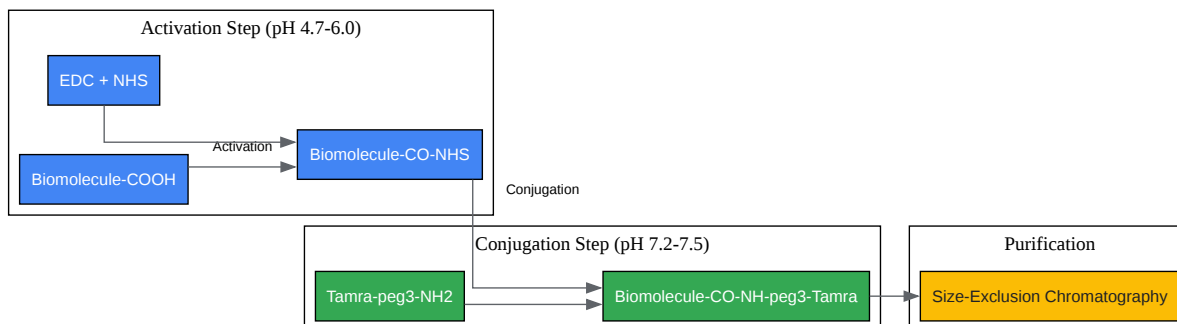 Activation Step (pH 4.7-6.0)
EDC + NHS
Activation
Biomolecule-COOH
Biomolecule-CO-NHS
Conjugation
Conjugation Step (pH 7.2-7.5)
Tamra-peg3-NH2
Biomolecule-CO-NH-peg3-Tamra
Purification
Size-Exclusion Chromatography